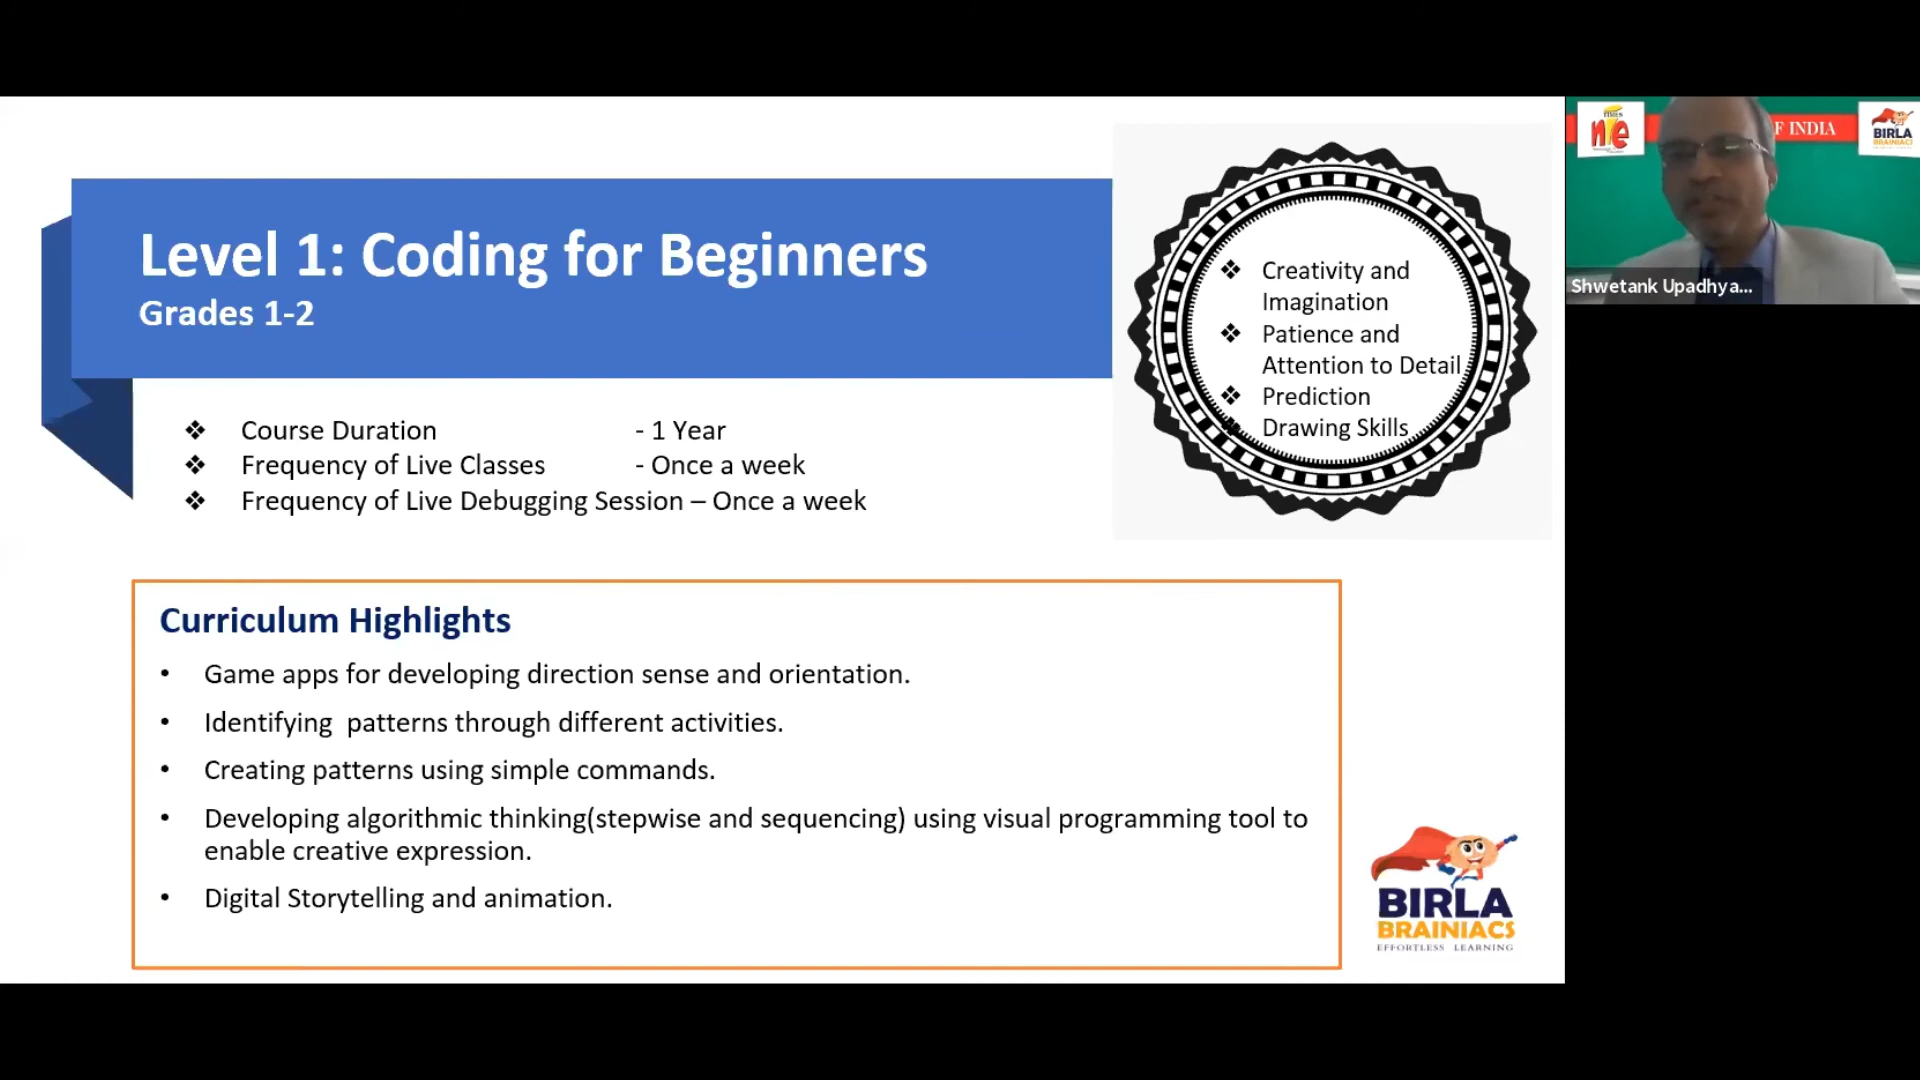 Level 1: Coding for Beginners
Grades 1-2
❖ Course Duration - 1 Year
❖ Frequency of Live Classes - Once a week
❖ Frequency of Live Debugging Session – Once a week
❖ Creativity and
Imagination
❖ Patience and
Attention to Detail
❖ Prediction
❖ Drawing Skills
Curriculum Highlights
• Game apps for developing direction sense and orientation.
• Identifying patterns through different activities.
• Creating patterns using simple commands.
• Developing algorithmic thinking(stepwise and sequencing) using visual programming tool to
enable creative expression.
• Digital Storytelling and animation.
BIRLA
BRAINIACS
EFFORTLESS LEARNING
TIMES
nie
F INDIA
BIRLA
BRAINIACS
Shwetank Upadhya...